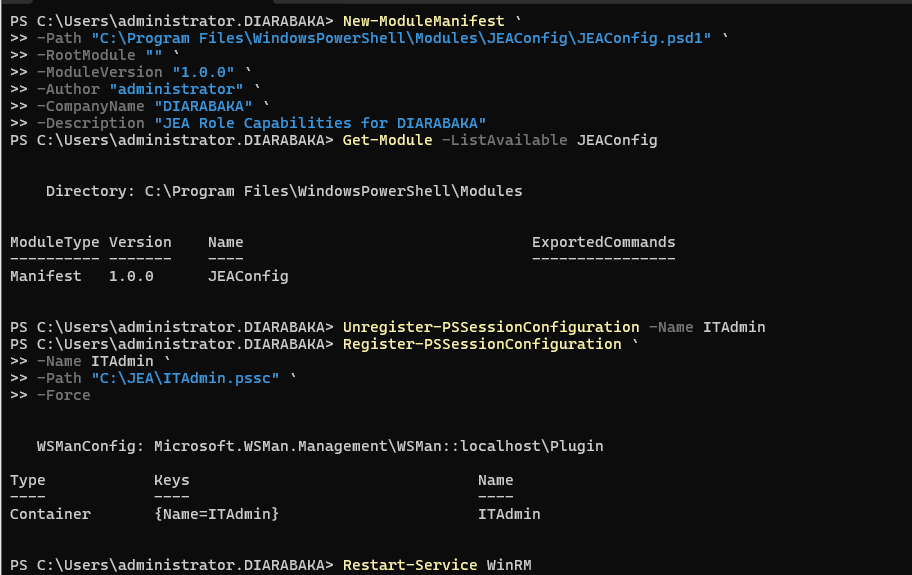 PS C:\Users\administrator.DIARABAKA> New-ModuleManifest `
>> -Path "C:\Program Files\WindowsPowerShell\Modules\JEAConfig\JEAConfig.psd1" `
>> -RootModule "" `
>> -ModuleVersion "1.0.0" `
>> -Author "administrator" `
>> -CompanyName "DIARABAKA" `
>> -Description "JEA Role Capabilities for DIARABAKA"
PS C:\Users\administrator.DIARABAKA> Get-Module -ListAvailable JEAConfig
Directory: C:\Program Files\WindowsPowerShell\Modules
ModuleType Version    Name                                ExportedCommands
---------- -------    ----                                ----------------
Manifest   1.0.0      JEAConfig
PS C:\Users\administrator.DIARABAKA> Unregister-PSSessionConfiguration -Name ITAdmin
PS C:\Users\administrator.DIARABAKA> Register-PSSessionConfiguration `
>> -Name ITAdmin `
>> -Path "C:\JEA\ITAdmin.pssc" `
>> -Force
WSManConfig: Microsoft.WSMan.Management\WSMan::localhost\Plugin
Type            Keys                                Name
----            ----                                ----
Container       {Name=ITAdmin}                      ITAdmin
PS C:\Users\administrator.DIARABAKA> Restart-Service WinRM